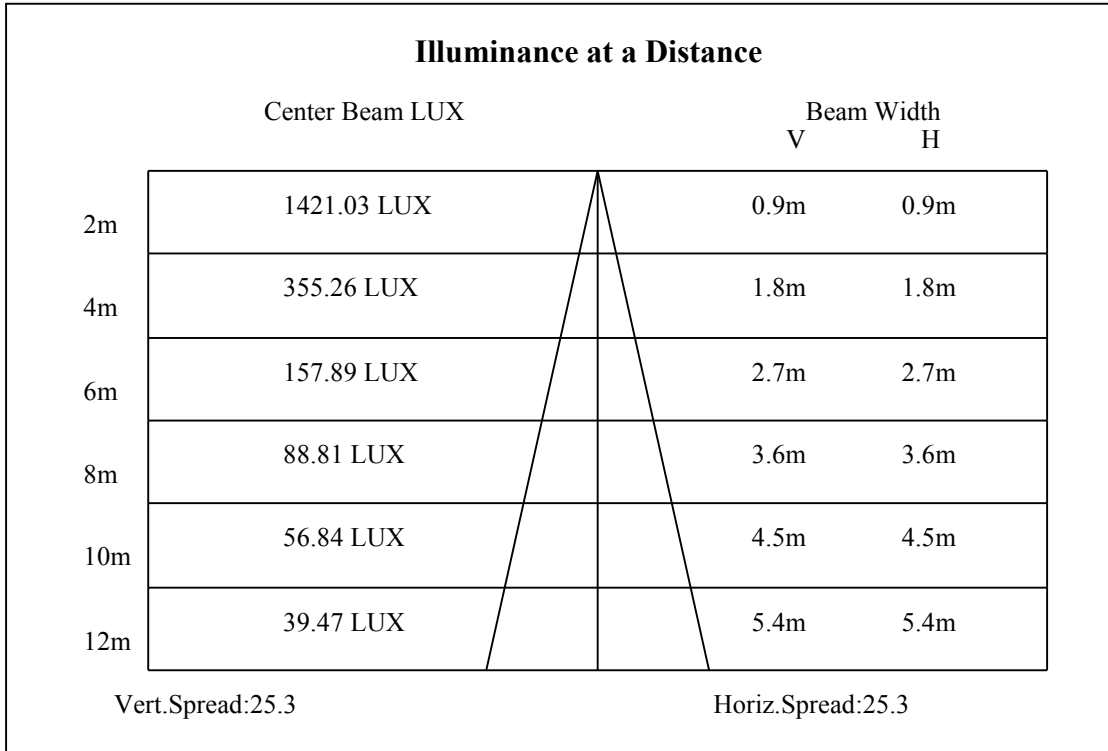 Illuminance at a Distance
Center Beam LUX Beam Width
V H
2m 1421.03 LUX 0.9m 0.9m
4m 355.26 LUX 1.8m 1.8m
6m 157.89 LUX 2.7m 2.7m
8m 88.81 LUX 3.6m 3.6m
10m 56.84 LUX 4.5m 4.5m
12m 39.47 LUX 5.4m 5.4m
Vert.Spread:25.3 Horiz.Spread:25.3